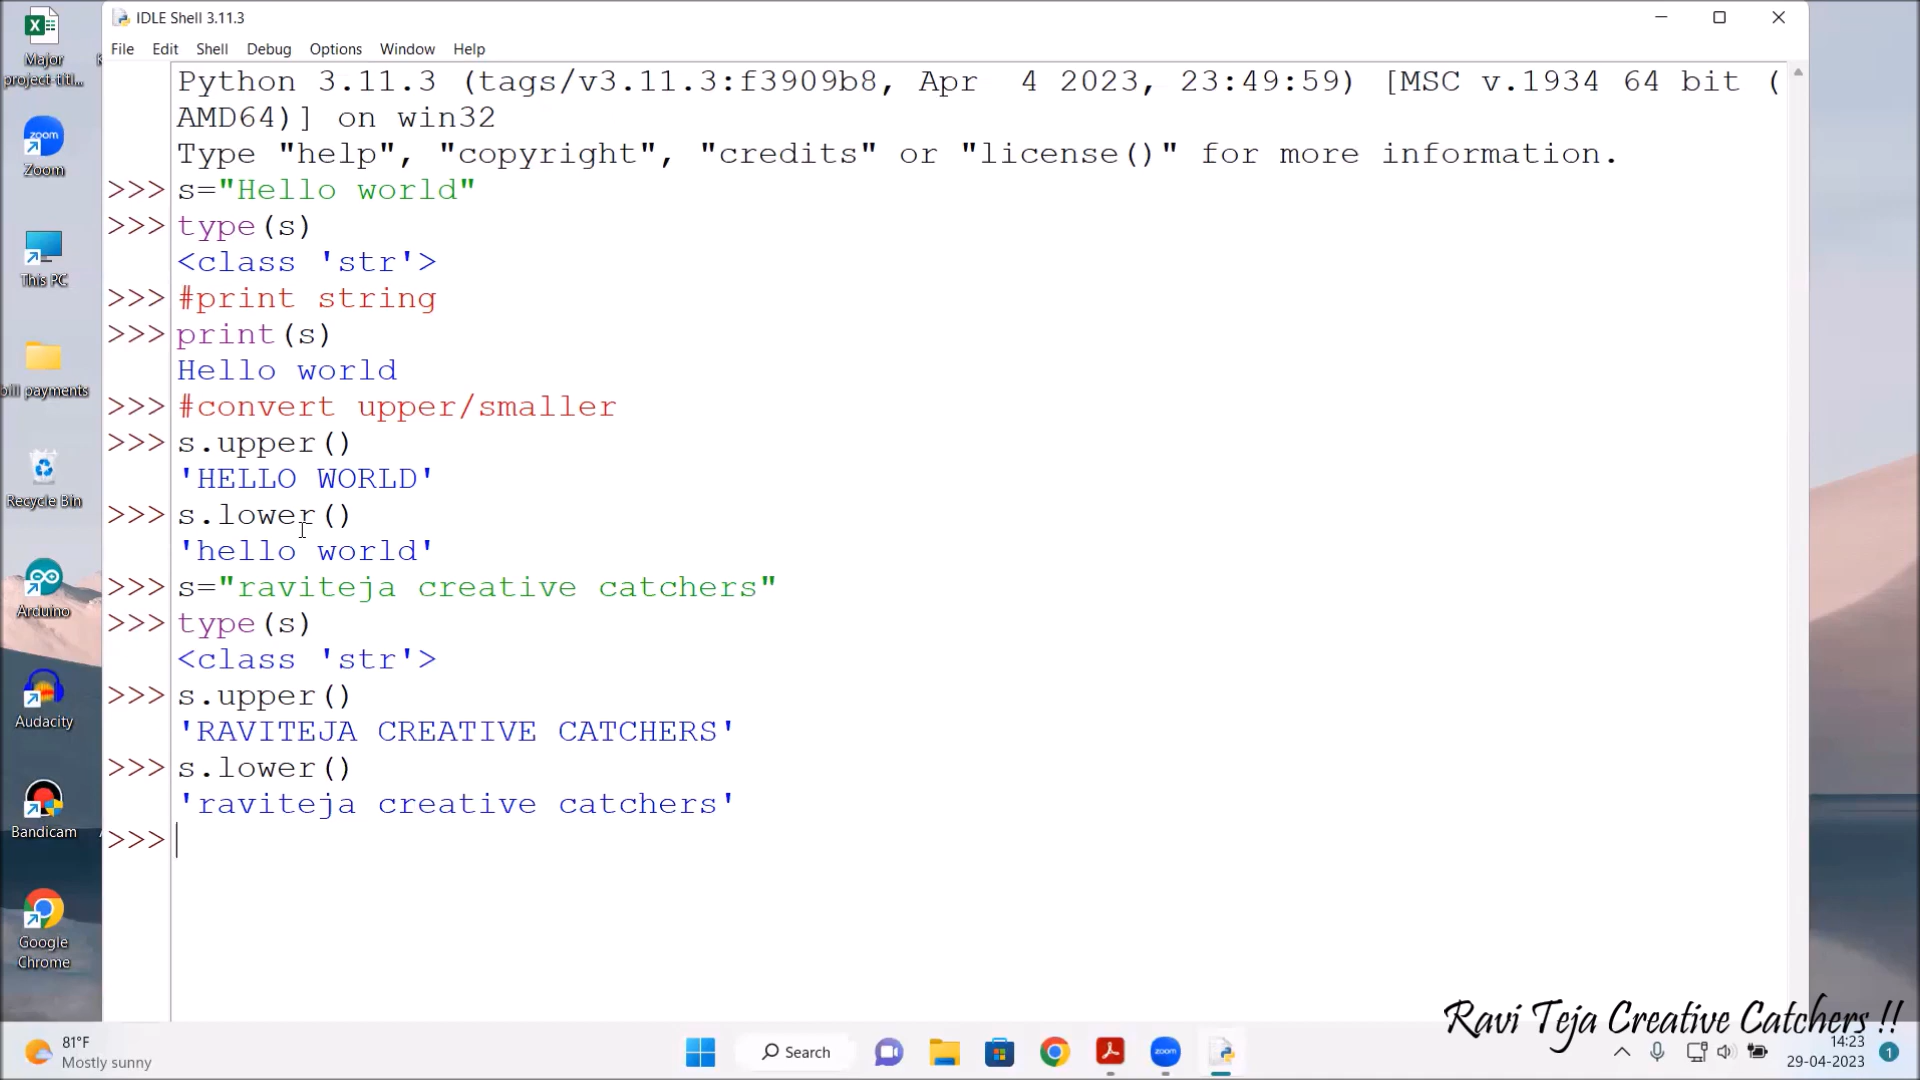 IDLE Shell 3.11.3
File Edit Shell Debug Options Window Help
Python 3.11.3 (tags/v3.11.3:f3909b8, Apr  4 2023, 23:49:59) [MSC v.1934 64 bit (
AMD64)] on win32
Type "help", "copyright", "credits" or "license()" for more information.
>>> s="Hello world"
>>> type(s)
<class 'str'>
>>> #print string
>>> print(s)
Hello world
>>> #convert upper/smaller
>>> s.upper()
'HELLO WORLD'
>>> s.lower()
'hello world'
>>> s="raviteja creative catchers"
>>> type(s)
<class 'str'>
>>> s.upper()
'RAVITEJA CREATIVE CATCHERS'
>>> s.lower()
'raviteja creative catchers'
>>>
Major
project-titl...
zoom
Zoom
This PC
bill payments
Recycle Bin
Arduino
Audacity
Bandicam
Google
Chrome
Ravi Teja Creative Catchers !!
81°F
Mostly sunny
Search
zoom
14:23
29-04-2023
1